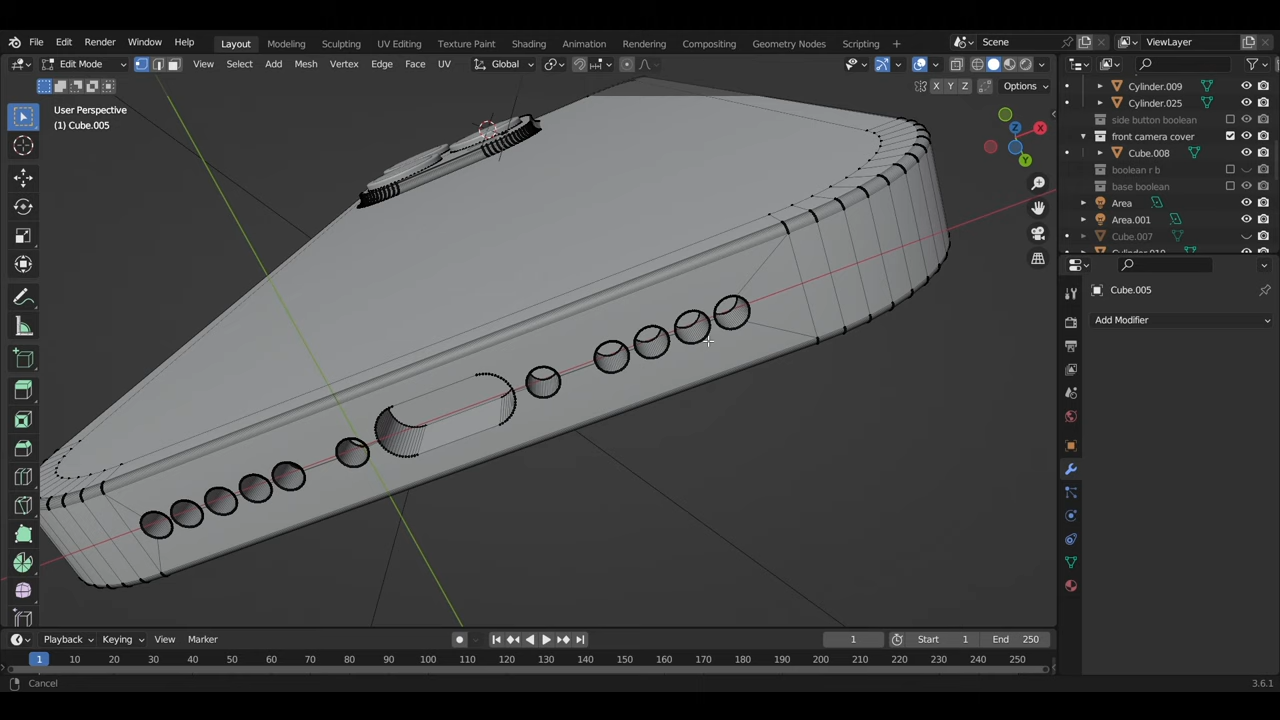 File Edit Render Window Help Layout Modeling Sculpting UV Editing Texture Paint Shading Animation Rendering Compositing Geometry Nodes Scripting + Scene ViewLayer
Edit Mode View Select Add Mesh Vertex Edge Face UV Global
X Y Z Options
User Perspective
(1) Cube.005
Cylinder.009
Cylinder.025
side button boolean
front camera cover
Cube.008
boolean r b
base boolean
Area
Area.001
Cube.007
X
Z
Y
Cube.005
Add Modifier
Playback Keying View Marker 1 Start 1 End 250
1 10 20 30 40 50 60 70 80 90 100 110 120 130 140 150 160 170 180 190 200 210 220 230 240 250
Cancel 3.6.1